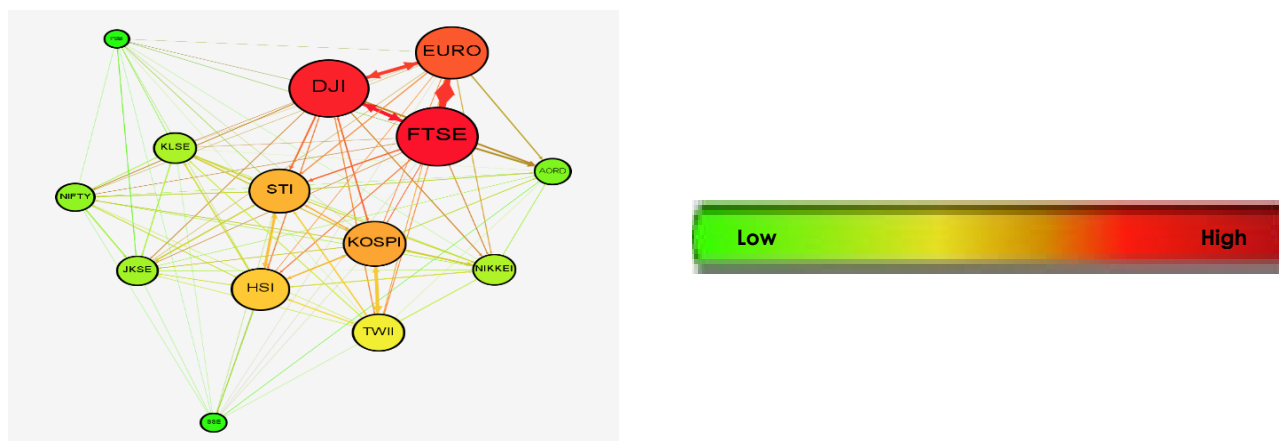 EURO
DJI
FTSE
KLSE
AORD
STI
NIFTY
KOSPI
JKSE
NIKKEI
HSI
TWII
SSE
Low
High